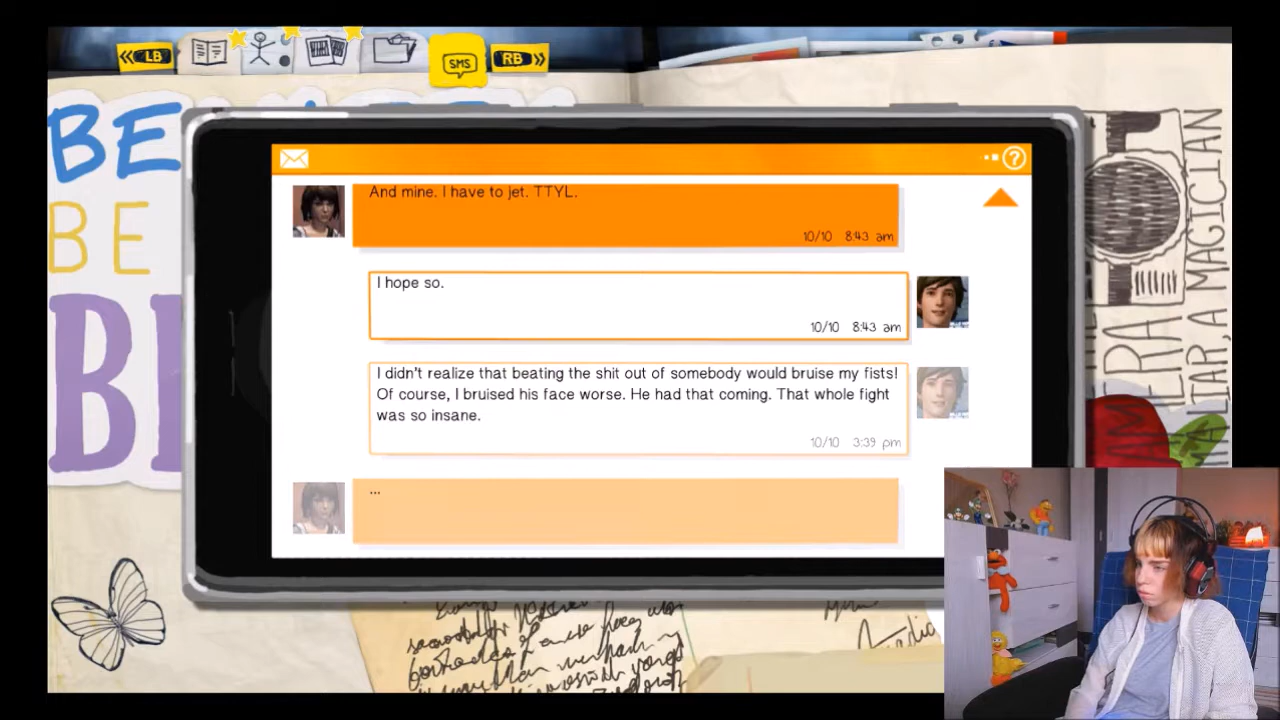 LB
SMS
RB
BE
BE
And mine. I have to jet. TTYL.
10/10 8:43 am
I hope so.
10/10 8:43 am
I didn't realize that beating the shit out of somebody would bruise my fists!
Of course, I bruised his face worse. He had that coming. That whole fight
was so insane.
10/10 3:39 pm
...
A LIAR, A MAGICIAN